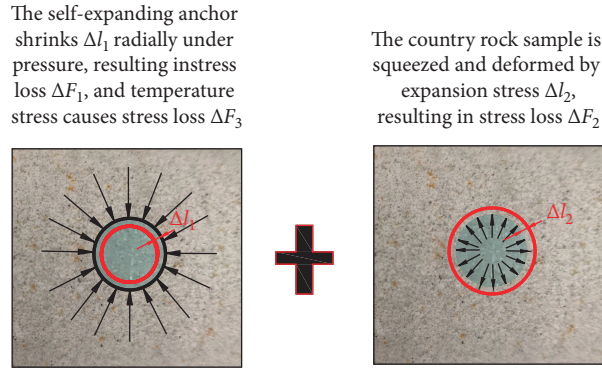 The self-expanding anchor
shrinks Δl₁ radially under
pressure, resulting instress
loss ΔF₁, and temperature
stress causes stress loss ΔF₃
The country rock sample is
squeezed and deformed by
expansion stress Δl₂,
resulting in stress loss ΔF₂
Δl₁
Δl₂